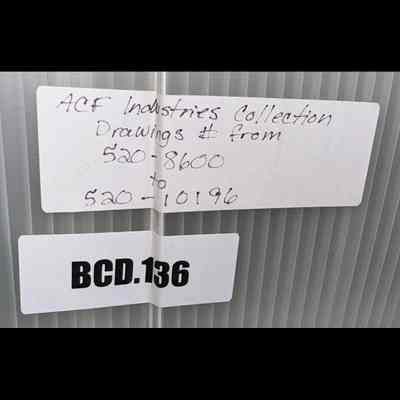 ACF Industries Collection
Drawings # from
520-8600
to
520-10196
BCD.136